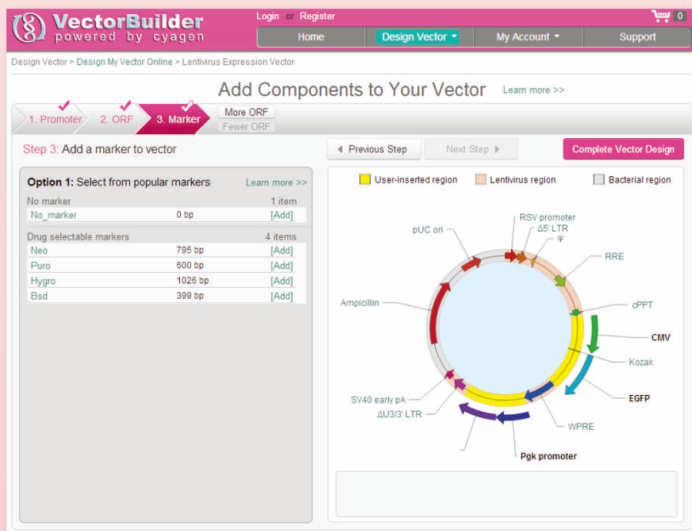 VectorBuilder
powered by cyagen
Login or Register
0
Home
Design Vector
My Account
Support
Design Vector > Design My Vector Online > Lentivirus Expression Vector
Add Components to Your Vector
Learn more >>
1. Promoter
2. ORF
3. Marker
More ORF
Fewer ORF
Step 3: Add a marker to vector
Previous Step
Next Step
Complete Vector Design
Option 1: Select from popular markers
Learn more >>
No marker 1 item
No_marker 0 bp [Add]
Drug selectable markers 4 items
Neo 795 bp [Add]
Puro 600 bp [Add]
Hygro 1026 bp [Add]
Bsd 399 bp [Add]
User-inserted region
Lentivirus region
Bacterial region
RSV promoter
Δ5' LTR
Ψ
pUC ori
RRE
Ampicillin
cPPT
CMV
Kozak
EGFP
SV40 early pA
ΔU3/3' LTR
WPRE
Pgk promoter